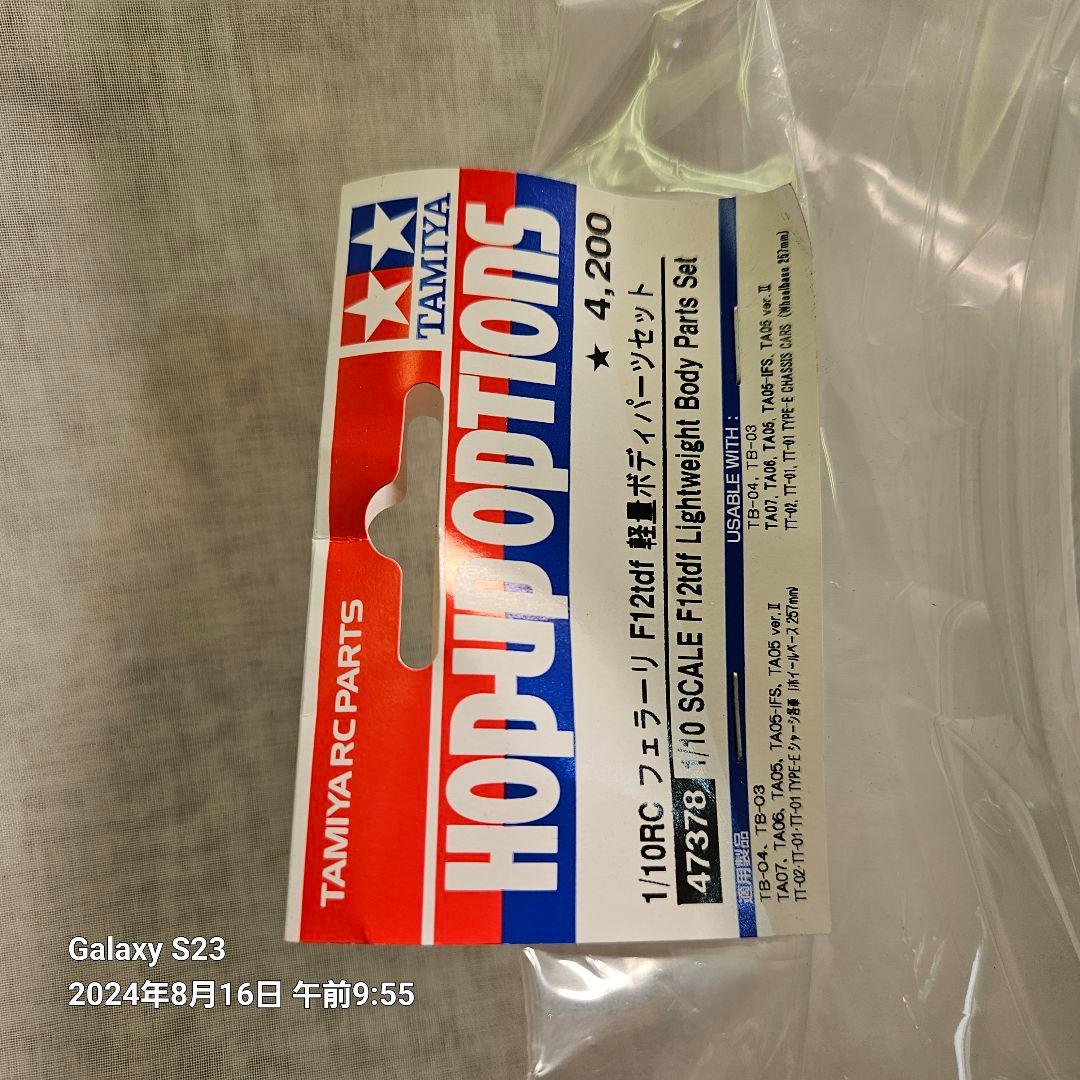 TAMIYA RC PARTS
TAMIYA
HOP-UP OPTIONS
★ 4,200
1/10RC フェラーリ F12tdf 軽量ボディパーツセット
47378 1/10 SCALE F12tdf Lightweight Body Parts Set
適用製品
TB-04、TB-03
TA07、TA06、TA05、TA05-IFS、TA05 ver.Ⅱ
TT-02・TT-01・TT-01 TYPE-E シャーシ各車 (ホイールベース 257mm)
USABLE WITH :
TB-04, TB-03
TA07, TA06, TA05, TA05-IFS, TA05 ver.Ⅱ
TT-02, TT-01, TT-01 TYPE-E CHASSIS CARS (Wheelbase 257mm)
Galaxy S23
2024年8月16日 午前9:55